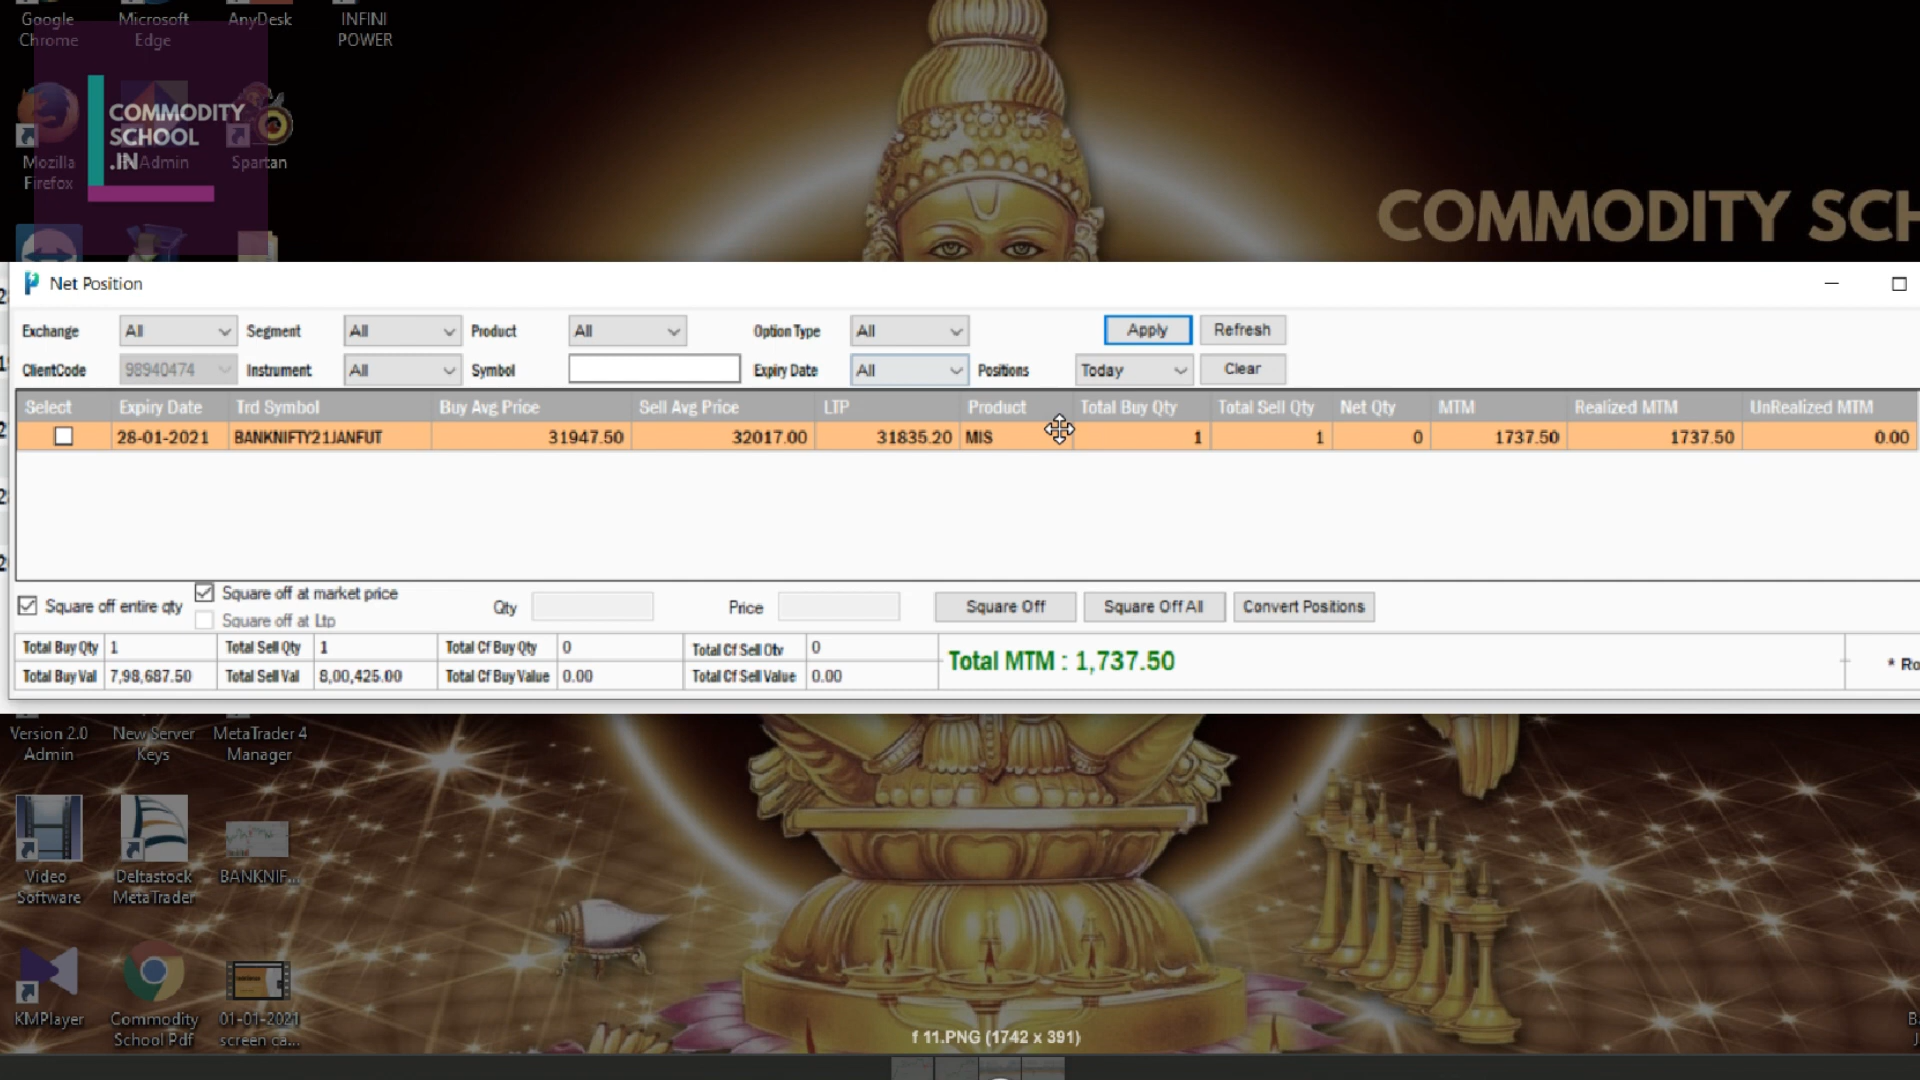 Google Chrome
Microsoft Edge
AnyDesk
INFINI POWER
COMMODITY
SCHOOL
.IN
Admin
Spartan
Mozilla Firefox
COMMODITY SCH
Net Position
Exchange All Segment All Product All Option Type All Apply Refresh
ClientCode 98940474 Instrument All Symbol Expiry Date All Positions Today Clear
Select Expiry Date Trd Symbol Buy Avg Price Sell Avg Price LTP Product Total Buy Qty Total Sell Qty Net Qty MTM Realized MTM UnRealized MTM
28-01-2021 BANKNIFTY21JANFUT 31947.50 32017.00 31835.20 MIS 1 1 0 1737.50 1737.50 0.00
Square off entire qty Square off at market price Qty Price Square Off Square Off All Convert Positions
Square off at Ltp
Total Buy Qty 1 Total Sell Qty 1 Total Cf Buy Qty 0 Total Cf Sell Qty 0
Total Buy Val 7,98,687.50 Total Sell Val 8,00,425.00 Total Cf Buy Value 0.00 Total Cf Sell Value 0.00
Total MTM : 1,737.50
* Ro
Version 2.0 Admin
New Server Keys
MetaTrader 4 Manager
Video Software
Deltastock MetaTrader
BANKNIF...
KMPlayer
Commodity School Pdf
01-01-2021 screen ca...
f 11.PNG (1742 x 391)